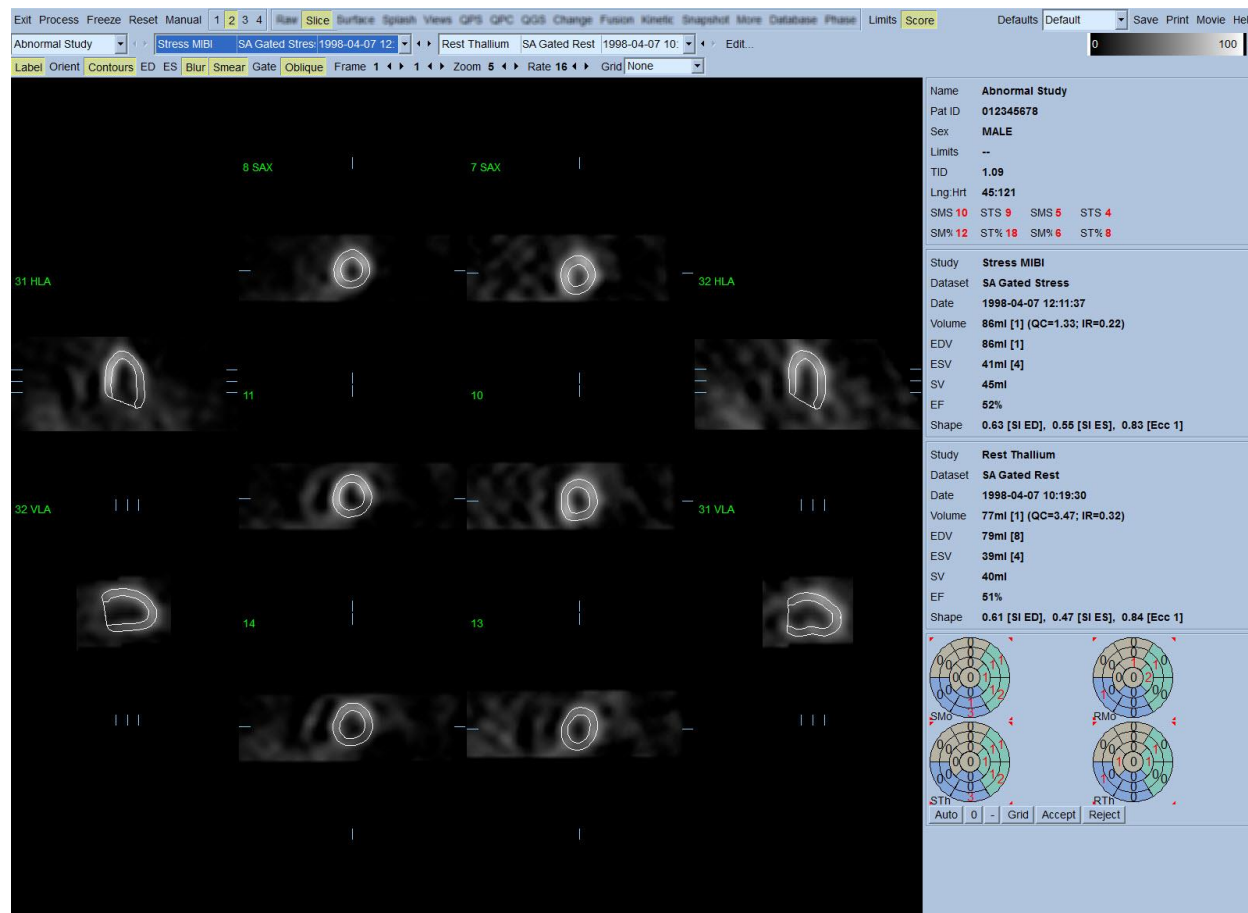 Exit Process Freeze Reset Manual 1 2 3 4 Raw Slice Surface Splash Views QPS QPC QGS Change Fusion Kinetic Snapshot More Database Phase Limits Score Defaults Default Save Print Movie Hel
Abnormal Study Stress MIBI SA Gated Stres: 1998-04-07 12: Rest Thallium SA Gated Rest 1998-04-07 10: Edit...
0 100
Label Orient Contours ED ES Blur Smear Gate Oblique Frame 1 1 Zoom 5 Rate 16 Grid None
8 SAX 7 SAX
31 HLA 32 HLA
11 10
32 VLA 31 VLA
14 13
Name Abnormal Study
Pat ID 012345678
Sex MALE
Limits --
TID 1.09
Lng:Hrt 45:121
SMS 10 STS 9 SMS 5 STS 4
SM% 12 ST% 18 SM% 6 ST% 8
Study Stress MIBI
Dataset SA Gated Stress
Date 1998-04-07 12:11:37
Volume 86ml [1] (QC=1.33; IR=0.22)
EDV 86ml [1]
ESV 41ml [4]
SV 45ml
EF 52%
Shape 0.63 [SI ED], 0.55 [SI ES], 0.83 [Ecc 1]
Study Rest Thallium
Dataset SA Gated Rest
Date 1998-04-07 10:19:30
Volume 77ml [1] (QC=3.47; IR=0.32)
EDV 79ml [8]
ESV 39ml [4]
SV 40ml
EF 51%
Shape 0.61 [SI ED], 0.47 [SI ES], 0.84 [Ecc 1]
SMo RMo
STh RTh
Auto 0 - Grid Accept Reject